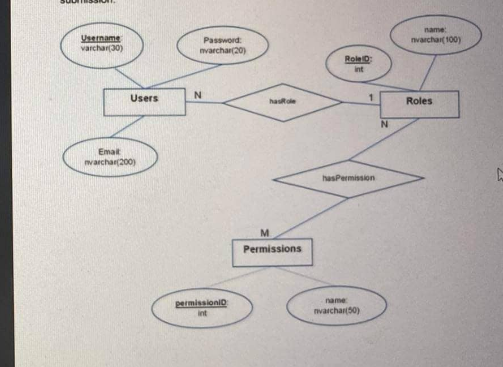 submission.
Username:
varchar(30)
Password:
nvarchar(20)
name:
nvarchar(100)
RoleID:
int
Users
N
hasRole
1
Roles
N
Email:
nvarchar(200)
hasPermission
M
Permissions
permissionID:
int
name:
nvarchar(50)